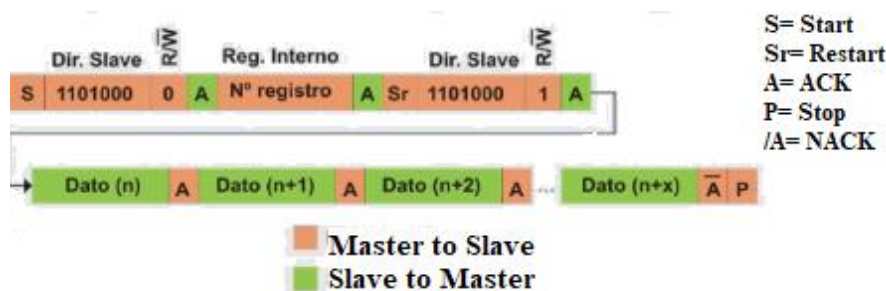 Dir. Slave R/W̅ Reg. Interno Dir. Slave R/W̅
S 1101000 0 A Nº registro A Sr 1101000 1 A
Dato (n) A Dato (n+1) A Dato (n+2) A ... Dato (n+x) A̅ P
S= Start
Sr= Restart
A= ACK
P= Stop
/A= NACK
Master to Slave
Slave to Master